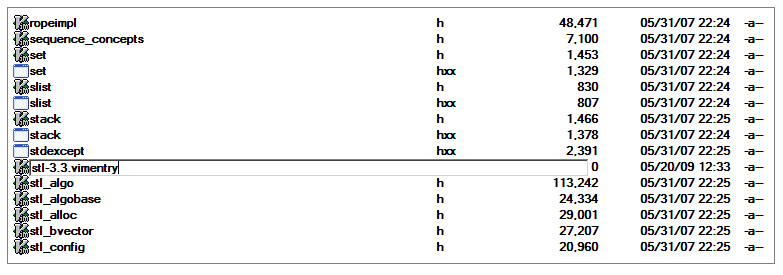 ropeimpl h 48,471 05/31/07 22:24 -a--
sequence_concepts h 7,100 05/31/07 22:24 -a--
set h 1,453 05/31/07 22:24 -a--
set hxx 1,329 05/31/07 22:24 -a--
slist h 830 05/31/07 22:24 -a--
slist hxx 807 05/31/07 22:24 -a--
stack h 1,466 05/31/07 22:25 -a--
stack hxx 1,378 05/31/07 22:24 -a--
stdexcept hxx 2,391 05/31/07 22:25 -a--
stl-3.3.vimentry 0 05/20/09 12:33 -a--
stl_algo h 113,242 05/31/07 22:25 -a--
stl_algobase h 24,334 05/31/07 22:25 -a--
stl_alloc h 29,001 05/31/07 22:25 -a--
stl_bvector h 27,207 05/31/07 22:25 -a--
stl_config h 20,960 05/31/07 22:25 -a--